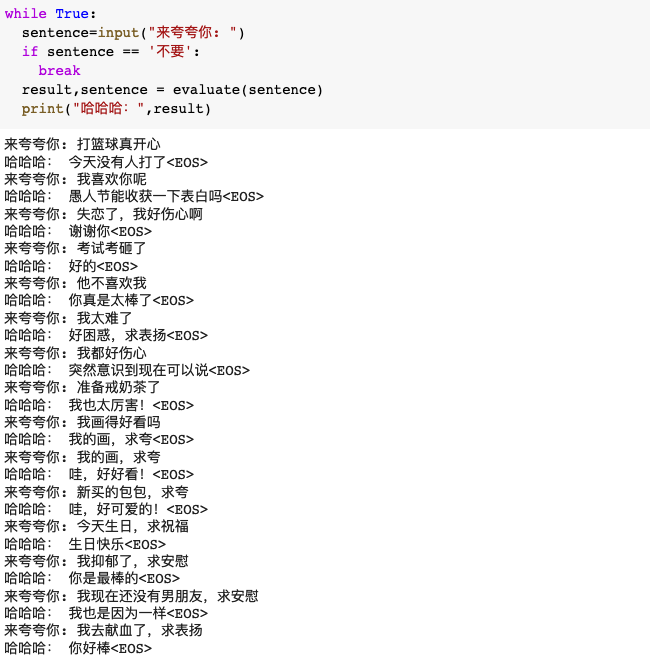 while True:
  sentence=input("来夸夸你：")
  if sentence == '不要':
    break
  result,sentence = evaluate(sentence)
  print("哈哈哈：",result)
来夸夸你：打篮球真开心
哈哈哈： 今天没有人打了<EOS>
来夸夸你：我喜欢你呢
哈哈哈： 愚人节能收获一下表白吗<EOS>
来夸夸你：失恋了，我好伤心啊
哈哈哈： 谢谢你<EOS>
来夸夸你：考试考砸了
哈哈哈： 好的<EOS>
来夸夸你：他不喜欢我
哈哈哈： 你真是太棒了<EOS>
来夸夸你：我太难了
哈哈哈： 好困惑，求表扬<EOS>
来夸夸你：我都好伤心
哈哈哈： 突然意识到现在可以说<EOS>
来夸夸你：准备戒奶茶了
哈哈哈： 我也太厉害！<EOS>
来夸夸你：我画得好看吗
哈哈哈： 我的画，求夸<EOS>
来夸夸你：我的画，求夸
哈哈哈： 哇，好好看！<EOS>
来夸夸你：新买的包包，求夸
哈哈哈： 哇，好可爱的！<EOS>
来夸夸你：今天生日，求祝福
哈哈哈： 生日快乐<EOS>
来夸夸你：我抑郁了，求安慰
哈哈哈： 你是最棒的<EOS>
来夸夸你：我现在还没有男朋友，求安慰
哈哈哈： 我也是因为一样<EOS>
来夸夸你：我去献血了，求表扬
哈哈哈： 你好棒<EOS>